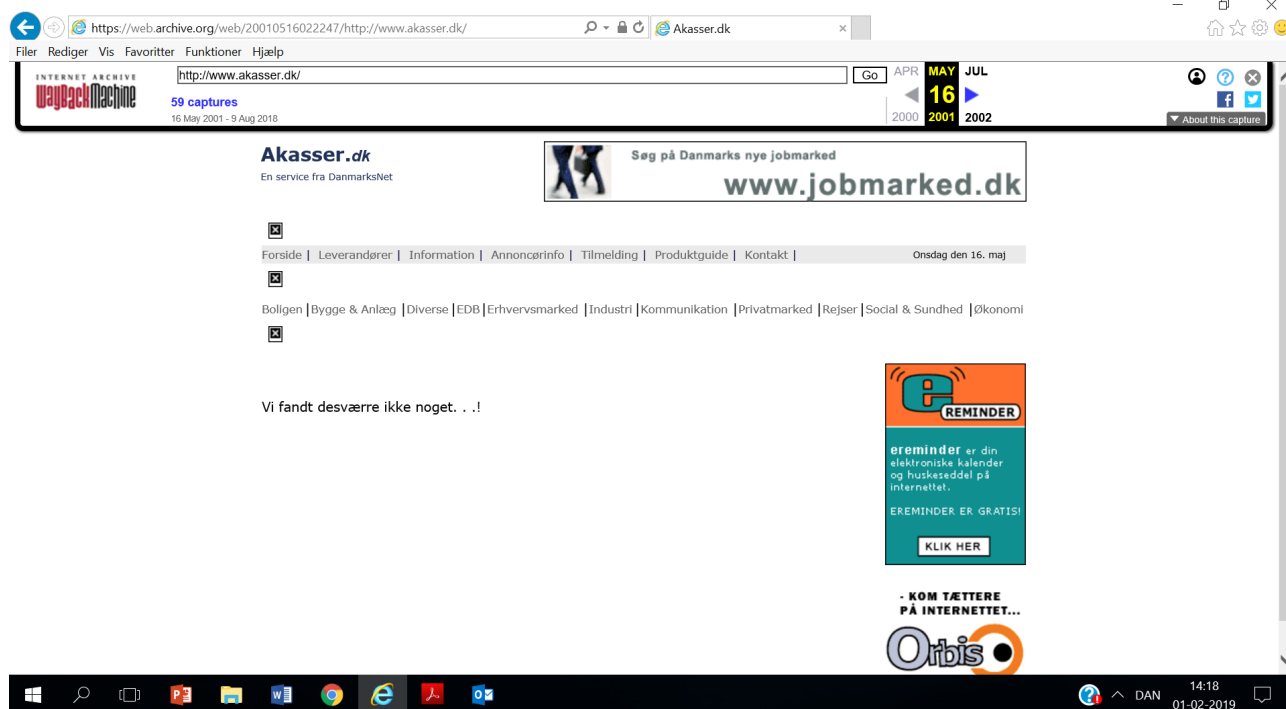 https://web.archive.org/web/20010516022247/http://www.akasser.dk/
Akasser.dk
Filer Rediger Vis Favoritter Funktioner Hjælp
INTERNET ARCHIVE
WayBackMachine
http://www.akasser.dk/
Go
APR MAY JUL
59 captures
16
16 May 2001 - 9 Aug 2018
2000 2001 2002
About this capture
Akasser.dk
En service fra DanmarksNet
Søg på Danmarks nye jobmarked
www.jobmarked.dk
Forside | Leverandører | Information | Annoncørinfo | Tilmelding | Produktguide | Kontakt |
Onsdag den 16. maj
Boligen |Bygge & Anlæg |Diverse |EDB |Erhvervsmarked |Industri |Kommunikation |Privatmarked |Rejser |Social & Sundhed |Økonomi
Vi fandt desværre ikke noget. . .!
e
REMINDER
ereminder er din
elektroniske kalender
og huskeseddel på
internettet.
EREMINDER ER GRATIS!
KLIK HER
- KOM TÆTTERE
PÅ INTERNETTET...
Orbis
DAN
14:18
01-02-2019